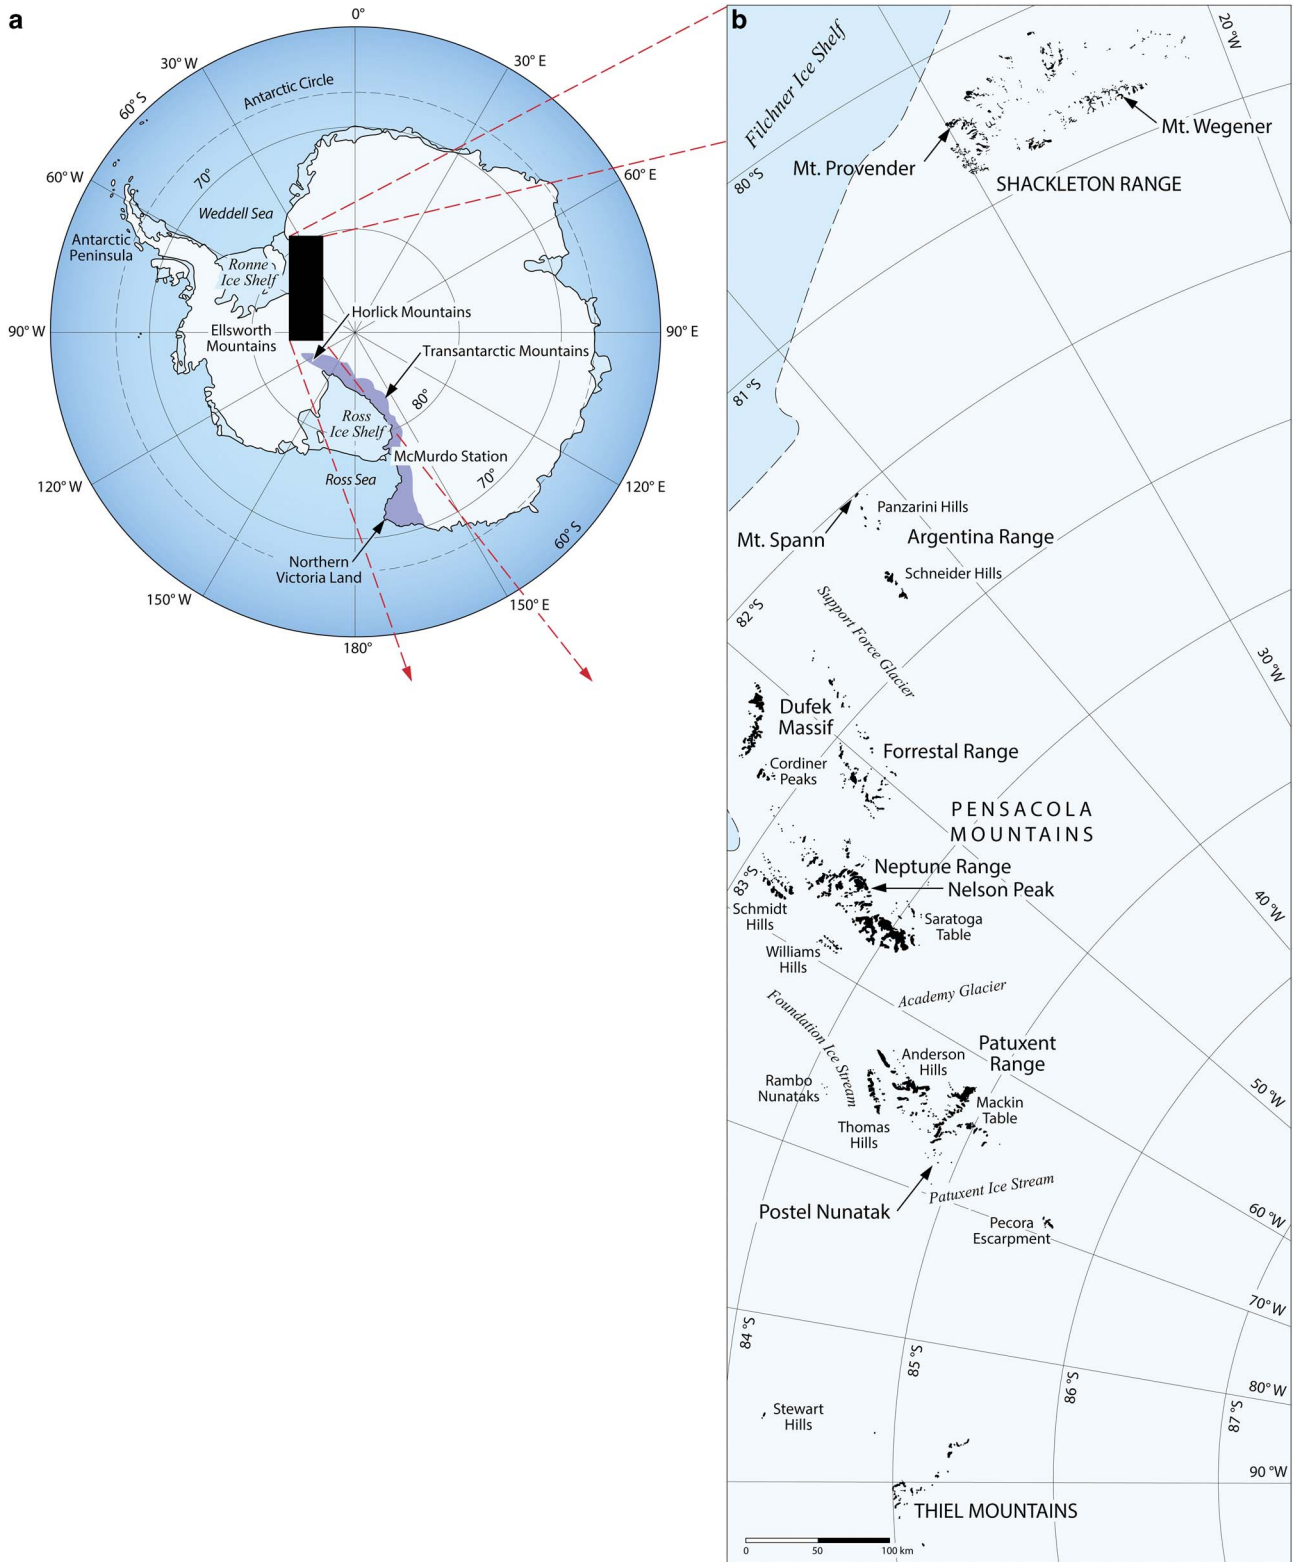 a
0°
30° W
30° E
Antarctic Circle
60° S
70°
60° W
60° E
Weddell Sea
Antarctic
Peninsula
Ronne
Ice Shelf
Horlick Mountains
90° W
Ellsworth
Mountains
90° E
Transantarctic Mountains
80°
Ross
Ice Shelf
McMurdo Station
Ross Sea
70°
120° W
120° E
60° S
Northern
Victoria Land
150° W
150° E
180°
b
Filchner Ice Shelf
20 °W
Mt. Wegener
Mt. Provender
80 °S
SHACKLETON RANGE
81 °S
Panzarini Hills
Mt. Spann
Argentina Range
Schneider Hills
82 °S
Support Force Glacier
30 °W
Dufek
Massif
Forrestal Range
Cordiner
Peaks
PENSACOLA
MOUNTAINS
Neptune Range
83 °S
Nelson Peak
40 °W
Schmidt
Hills
Saratoga
Table
Williams
Hills
Academy Glacier
Foundation Ice Stream
Patuxent
Range
Anderson
Hills
Rambo
Nunataks
50 °W
Mackin
Table
Thomas
Hills
Patuxent Ice Stream
Postel Nunatak
60 °W
Pecora
Escarpment
70° W
84 °S
85 °S
86 °S
80° W
87 °S
Stewart
Hills
90 °W
THIEL MOUNTAINS
0 50 100 km